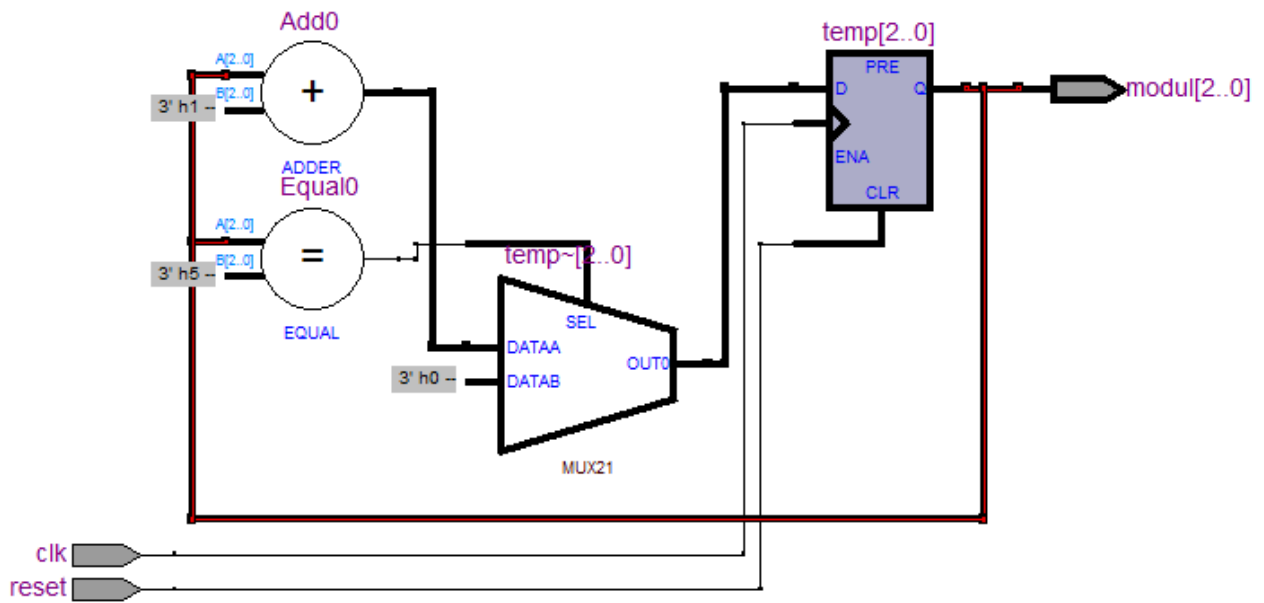 Add0
A[2..0]
3' h1 --
B[2..0]
+
ADDER
Equal0
A[2..0]
3' h5 --
B[2..0]
=
EQUAL
temp~[2..0]
SEL
DATAA
3' h0 --
DATAB
OUT0
MUX21
temp[2..0]
PRE
D
Q
ENA
CLR
modul[2..0]
clk
reset